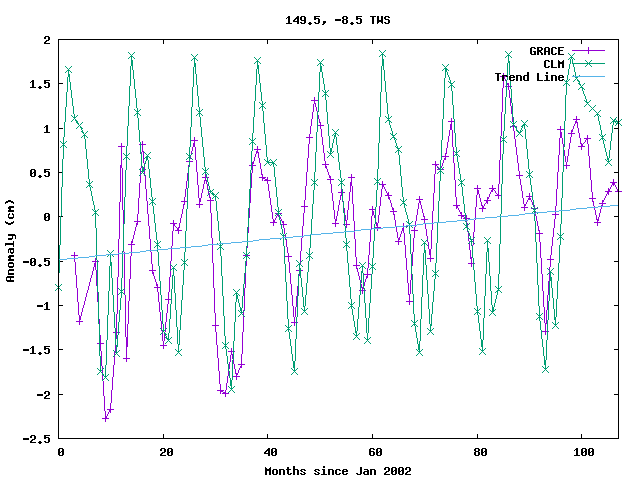 149.5, -8.5 TWS
GRACE
CLM
Trend Line
2
1.5
1
0.5
0
-0.5
-1
-1.5
-2
-2.5
Anomaly (cm)
0 20 40 60 80 100
Months since Jan 2002